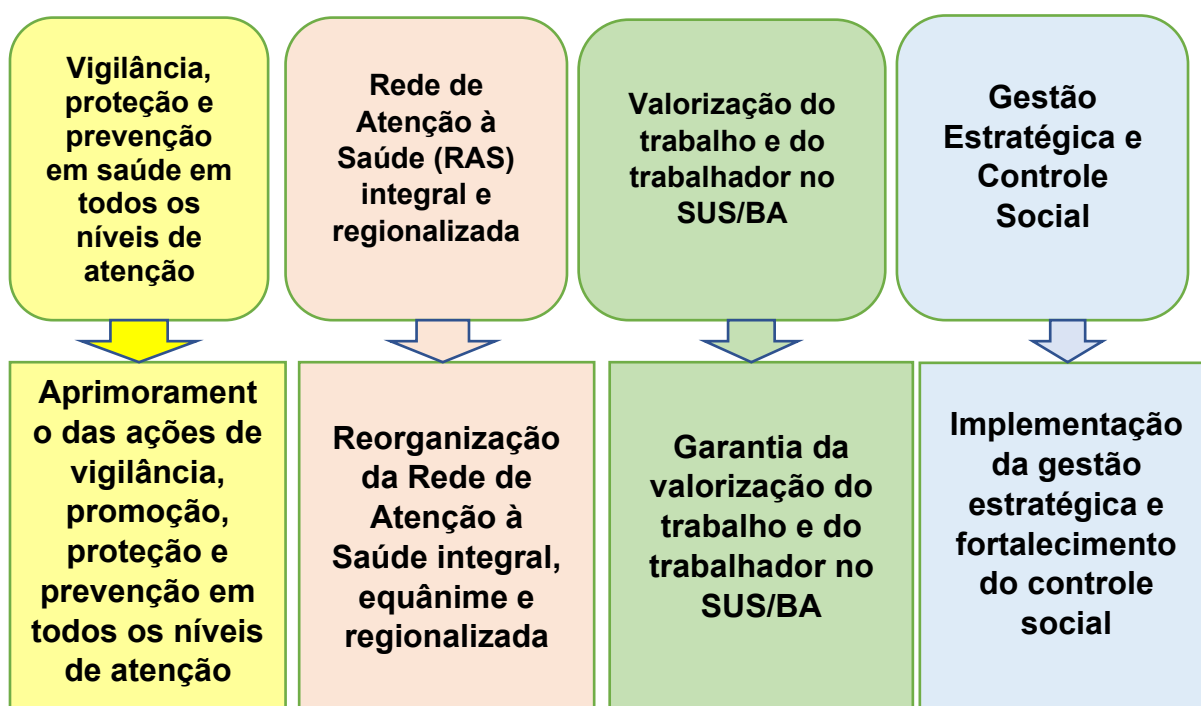 Vigilância,
proteção e
prevenção
em saúde em
todos os
níveis de
atenção
Rede de
Atenção à
Saúde (RAS)
integral e
regionalizada
Valorização do
trabalho e do
trabalhador no
SUS/BA
Gestão
Estratégica e
Controle
Social
Aprimorament
o das ações de
vigilância,
promoção,
proteção e
prevenção em
todos os níveis
de atenção
Reorganização
da Rede de
Atenção à
Saúde integral,
equânime e
regionalizada
Garantia da
valorização do
trabalho e do
trabalhador no
SUS/BA
Implementação
da gestão
estratégica e
fortalecimento
do controle
social